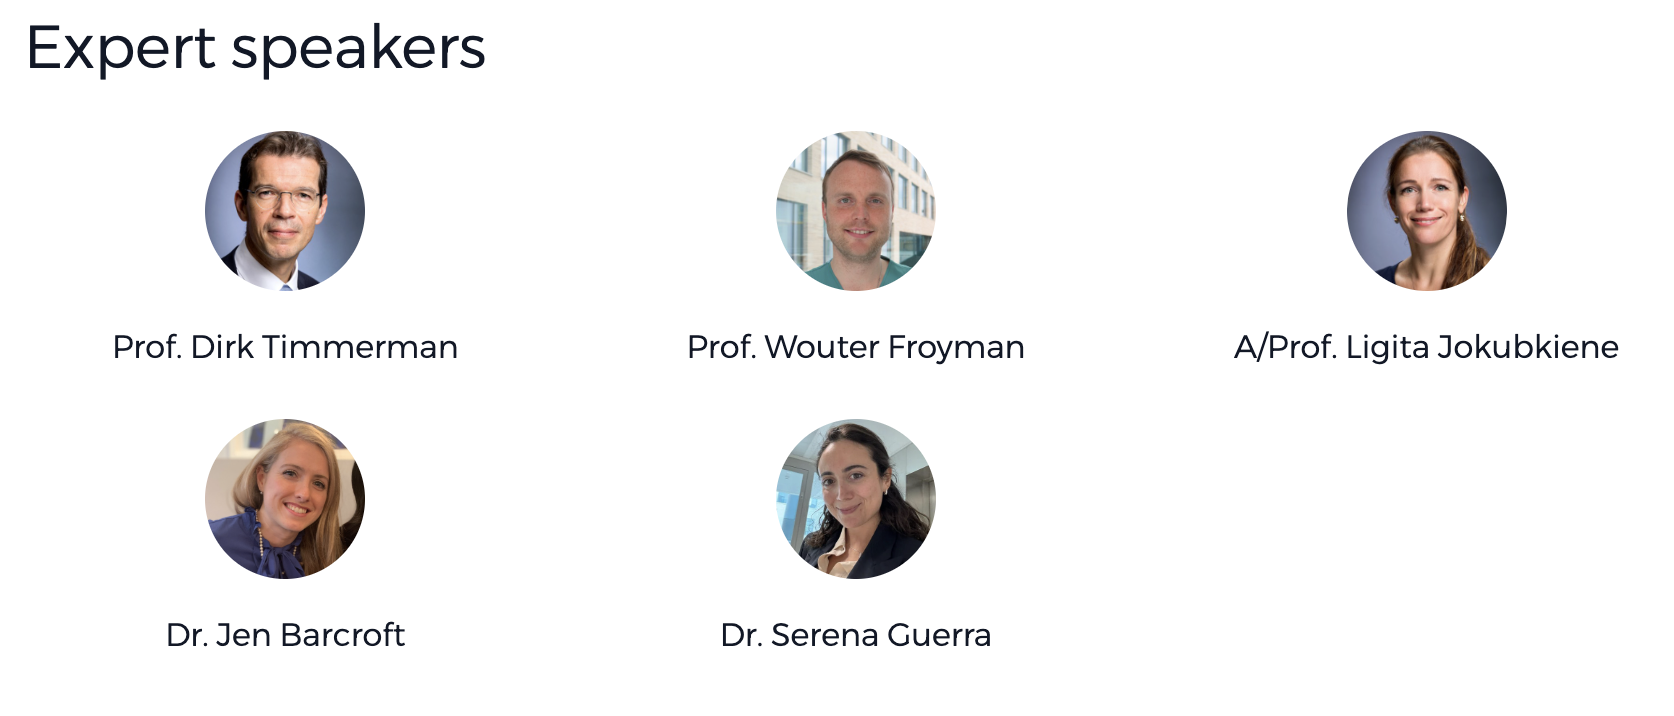 Expert speakers
Prof. Dirk Timmerman
Prof. Wouter Froyman
A/Prof. Ligita Jokubkiene
Dr. Jen Barcroft
Dr. Serena Guerra